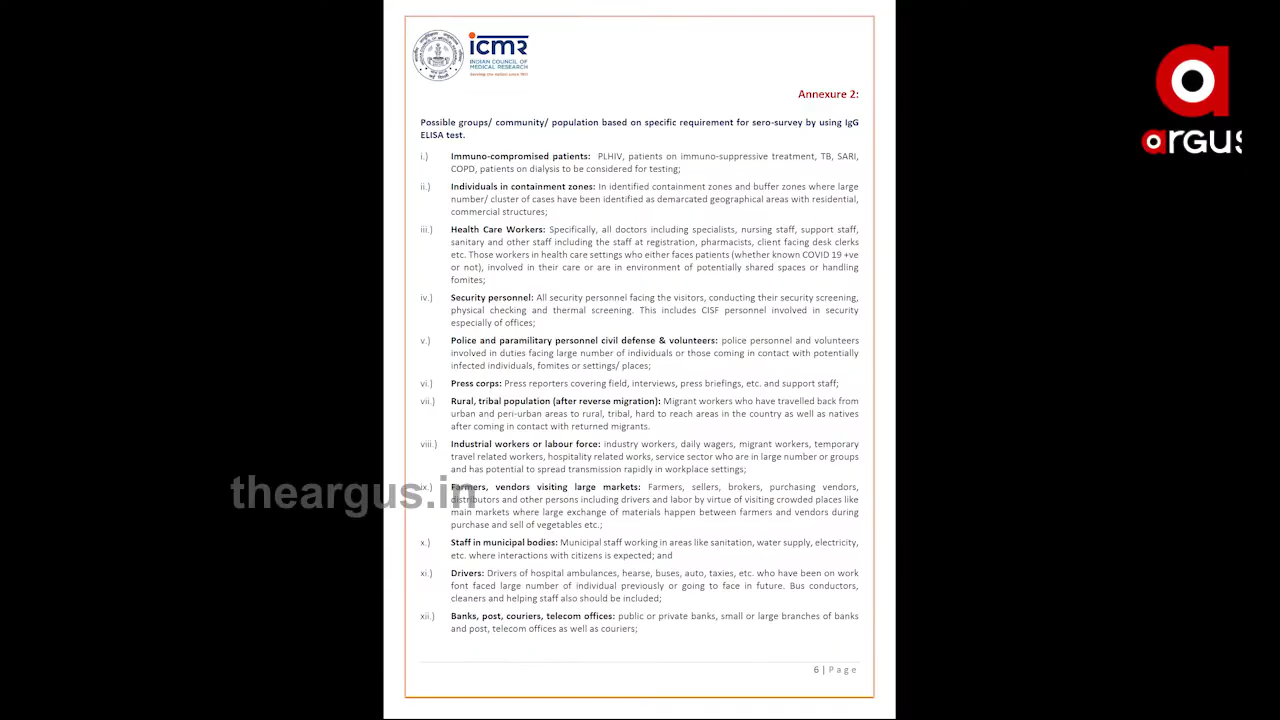 icmr
INDIAN COUNCIL OF
MEDICAL RESEARCH
Annexure 2:
Possible groups/ community/ population based on specific requirement for sero-survey by using IgG
ELISA test.
i.) Immuno-compromised patients: PLHIV, patients on immuno-suppressive treatment, TB, SARI,
COPD, patients on dialysis to be considered for testing;
ii.) Individuals in containment zones: In identified containment zones and buffer zones where large
number/ cluster of cases have been identified as demarcated geographical areas with residential,
commercial structures;
iii.) Health Care Workers: Specifically, all doctors including specialists, nursing staff, support staff,
sanitary and other staff including the staff at registration, pharmacists, client facing desk clerks
etc. Those workers in health care settings who either faces patients (whether known COVID 19 +ve
or not), involved in their care or are in environment of potentially shared spaces or handling
fomites;
iv.) Security personnel: All security personnel facing the visitors, conducting their security screening,
physical checking and thermal screening. This includes CISF personnel involved in security
especially of offices;
v.) Police and paramilitary personnel civil defense & volunteers: police personnel and volunteers
involved in duties facing large number of individuals or those coming in contact with potentially
infected individuals, fomites or settings/ places;
vi.) Press corps: Press reporters covering field, interviews, press briefings, etc. and support staff;
vii.) Rural, tribal population (after reverse migration): Migrant workers who have travelled back from
urban and peri-urban areas to rural, tribal, hard to reach areas in the country as well as natives
after coming in contact with returned migrants.
viii.) Industrial workers or labour force: industry workers, daily wagers, migrant workers, temporary
travel related workers, hospitality related works, service sector who are in large number or groups
and has potential to spread transmission rapidly in workplace settings;
ix.) Farmers, vendors visiting large markets: Farmers, sellers, brokers, purchasing vendors,
distributors and other persons including drivers and labor by virtue of visiting crowded places like
main markets where large exchange of materials happen between farmers and vendors during
purchase and sell of vegetables etc.;
x.) Staff in municipal bodies: Municipal staff working in areas like sanitation, water supply, electricity,
etc. where interactions with citizens is expected; and
xi.) Drivers: Drivers of hospital ambulances, hearse, buses, auto, taxies, etc. who have been on work
font faced large number of individual previously or going to face in future. Bus conductors,
cleaners and helping staff also should be included;
xii.) Banks, post, couriers, telecom offices: public or private banks, small or large branches of banks
and post, telecom offices as well as couriers;
6 | Page
argus
theargus.in